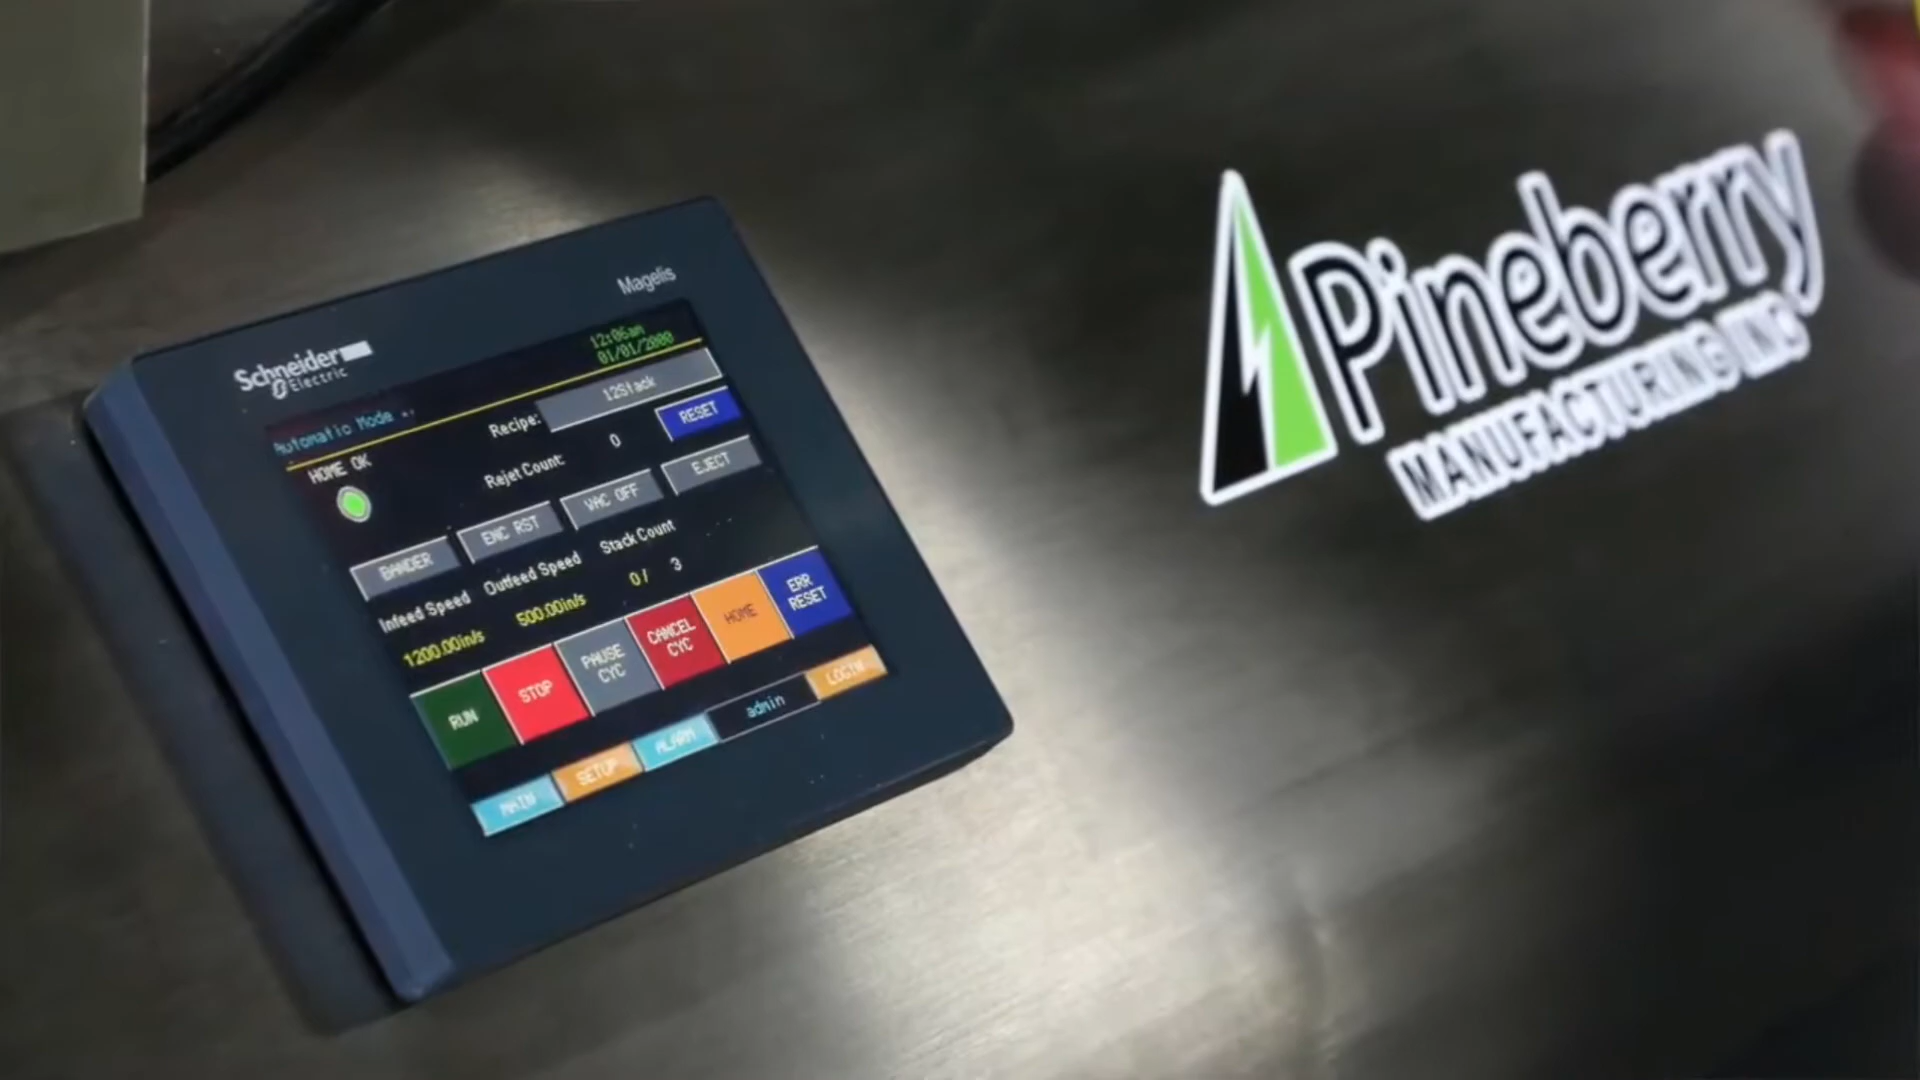 Schneider
Electric
Magelis
12:06am
01/01/2000
Automatic Mode
Recipe: 12Stack
HOME OK
Rejet Count: 0 RESET
BANDER ENC RST VAC OFF EJECT
Infeed Speed Outfeed Speed Stack Count
1200.00in/s 500.00in/s 0/ 3
RUN STOP PAUSE CYC CANCEL CYC HOME ERR RESET
MAIN SETUP ALARM admin LOGIN
Pineberry
MANUFACTURING INC